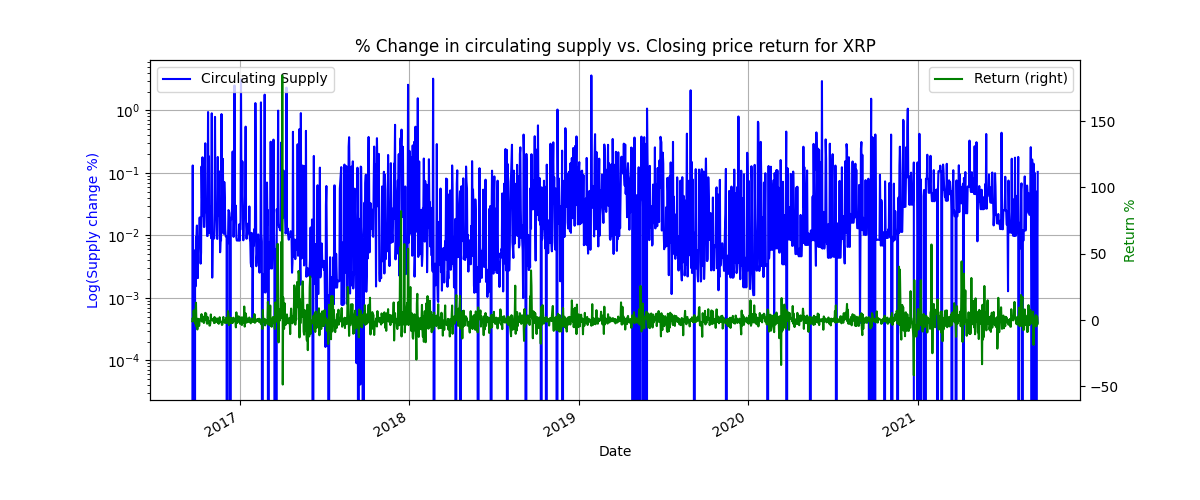 % Change in circulating supply vs. Closing price return for XRP
Circulating Supply
Return (right)
Log(Supply change %)
10⁰
10⁻¹
10⁻²
10⁻³
10⁻⁴
150
100
50
0
−50
Return %
2017
2018
2019
2020
2021
Date